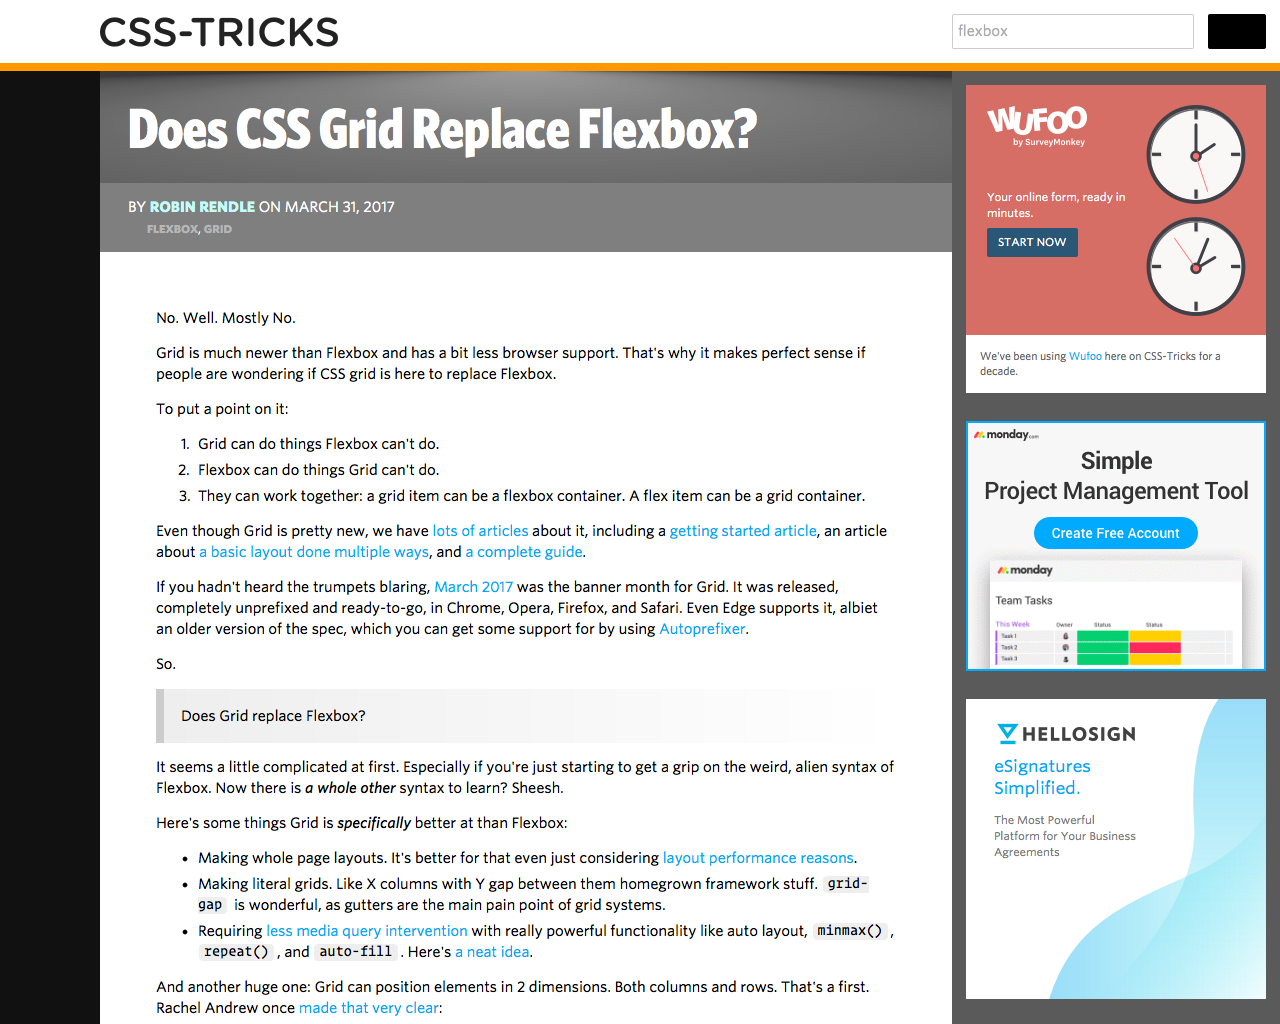 CSS-TRICKS
flexbox
Does CSS Grid Replace Flexbox?
BY ROBIN RENDLE ON MARCH 31, 2017
FLEXBOX, GRID
No. Well. Mostly No.
Grid is much newer than Flexbox and has a bit less browser support. That's why it makes perfect sense if
people are wondering if CSS grid is here to replace Flexbox.
To put a point on it:
1. Grid can do things Flexbox can't do.
2. Flexbox can do things Grid can't do.
3. They can work together: a grid item can be a flexbox container. A flex item can be a grid container.
Even though Grid is pretty new, we have lots of articles about it, including a getting started article, an article
about a basic layout done multiple ways, and a complete guide.
If you hadn't heard the trumpets blaring, March 2017 was the banner month for Grid. It was released,
completely unprefixed and ready-to-go, in Chrome, Opera, Firefox, and Safari. Even Edge supports it, albiet
an older version of the spec, which you can get some support for by using Autoprefixer.
So.
Does Grid replace Flexbox?
It seems a little complicated at first. Especially if you're just starting to get a grip on the weird, alien syntax of
Flexbox. Now there is a whole other syntax to learn? Sheesh.
Here's some things Grid is specifically better at than Flexbox:
• Making whole page layouts. It's better for that even just considering layout performance reasons.
• Making literal grids. Like X columns with Y gap between them homegrown framework stuff. grid-
gap is wonderful, as gutters are the main pain point of grid systems.
• Requiring less media query intervention with really powerful functionality like auto layout, minmax() ,
repeat() , and auto-fill . Here's a neat idea.
And another huge one: Grid can position elements in 2 dimensions. Both columns and rows. That's a first.
Rachel Andrew once made that very clear:
WUFOO
by SurveyMonkey
Your online form, ready in
minutes.
START NOW
We've been using Wufoo here on CSS-Tricks for a
decade.
monday.com
Simple
Project Management Tool
Create Free Account
monday
Team Tasks
This Week Owner Status Status
Task 1
Task 2
Task 3
HELLOSIGN
eSignatures
Simplified.
The Most Powerful
Platform for Your Business
Agreements